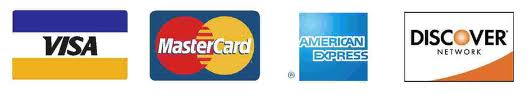 VISA
MasterCard
AMERICAN
EXPRESS
®
DISCOVER
NETWORK